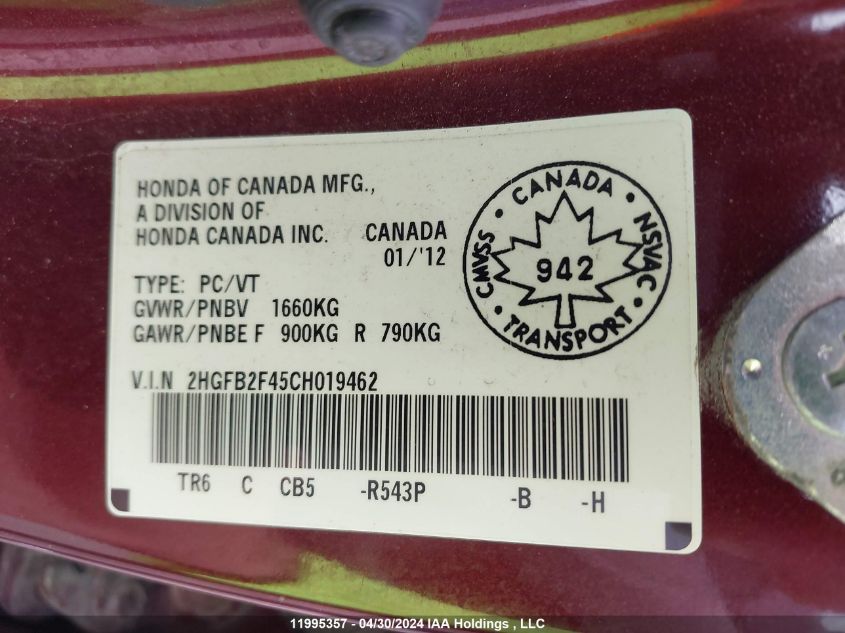 HONDA OF CANADA MFG.,
A DIVISION OF
HONDA CANADA INC. CANADA
01/'12
TYPE: PC/VT
GVWR/PNBV 1660KG
GAWR/PNBE F 900KG R 790KG
V.I.N 2HGFB2F45CH019462
TR6 C CB5 -R543P -B -H
CANADA
CMVSS
NSVAC
942
TRANSPORT
11995357 - 04/30/2024 IAA Holdings , LLC